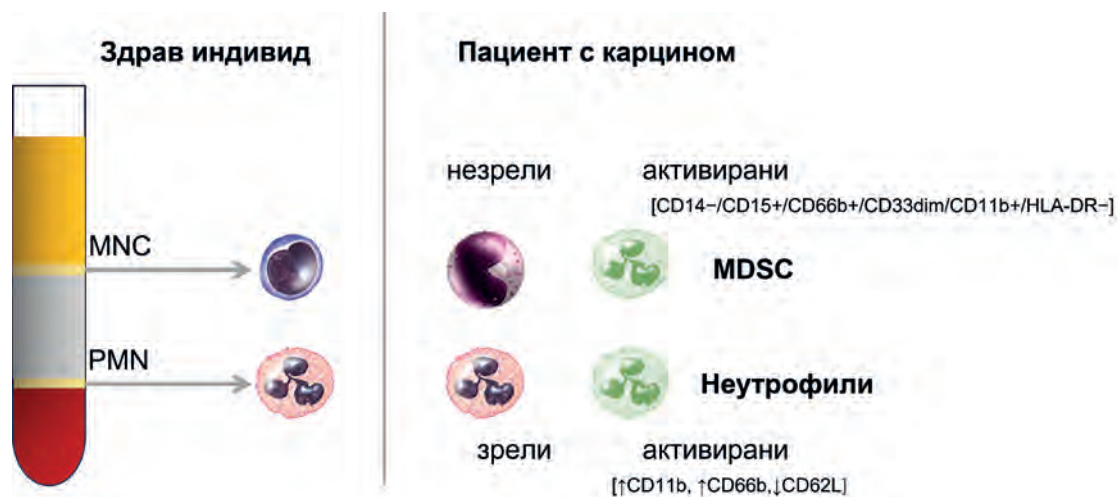 Здрав индивид
Пациент с карцином
незрели
активирани
[CD14−/CD15+/CD66b+/CD33dim/CD11b+/HLA-DR−]
MNC
MDSC
PMN
Неутрофили
зрели
активирани
[↑CD11b, ↑CD66b,↓CD62L]